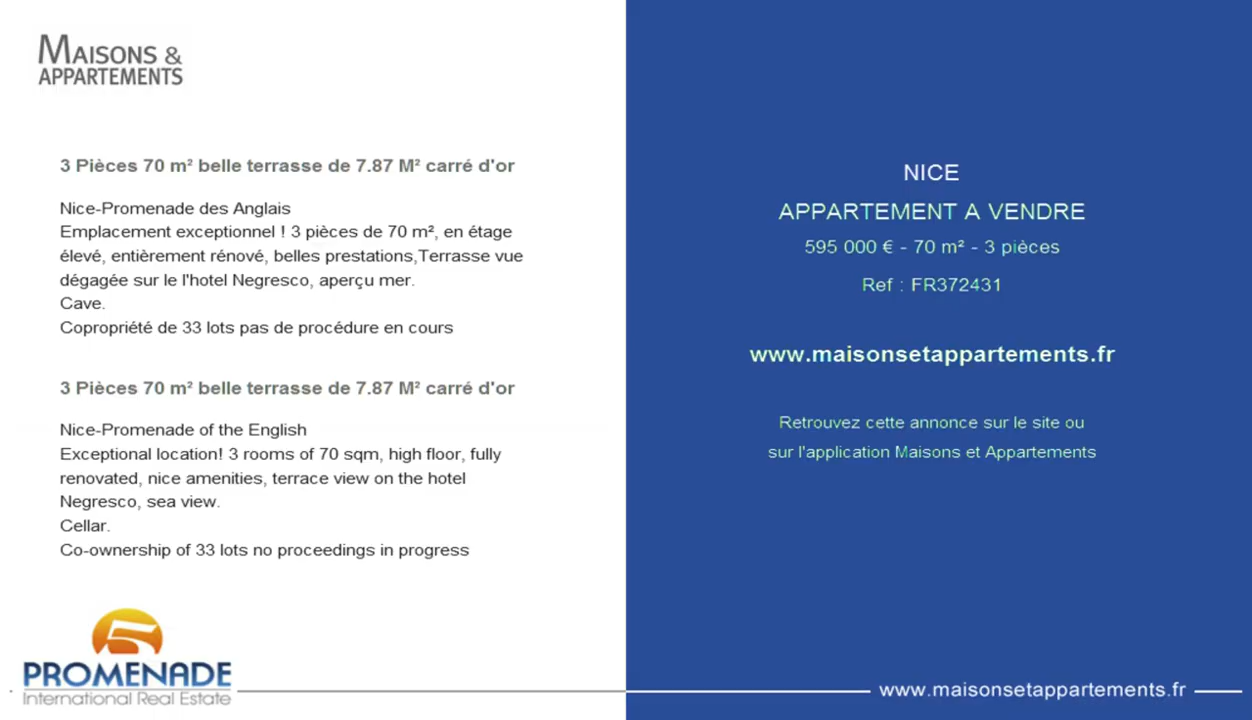 MAISONS &
APPARTEMENTS
3 Pièces 70 m² belle terrasse de 7.87 M² carré d'or
Nice-Promenade des Anglais
Emplacement exceptionnel ! 3 pièces de 70 m², en étage
élevé, entièrement rénové, belles prestations,Terrasse vue
dégagée sur le l'hotel Negresco, aperçu mer.
Cave.
Copropriété de 33 lots pas de procédure en cours
3 Pièces 70 m² belle terrasse de 7.87 M² carré d'or
Nice-Promenade of the English
Exceptional location! 3 rooms of 70 sqm, high floor, fully
renovated, nice amenities, terrace view on the hotel
Negresco, sea view.
Cellar.
Co-ownership of 33 lots no proceedings in progress
5
PROMENADE
International Real Estate
NICE
APPARTEMENT A VENDRE
595 000 € - 70 m² - 3 pièces
Ref : FR372431
www.maisonsetappartements.fr
Retrouvez cette annonce sur le site ou
sur l'application Maisons et Appartements
www.maisonsetappartements.fr